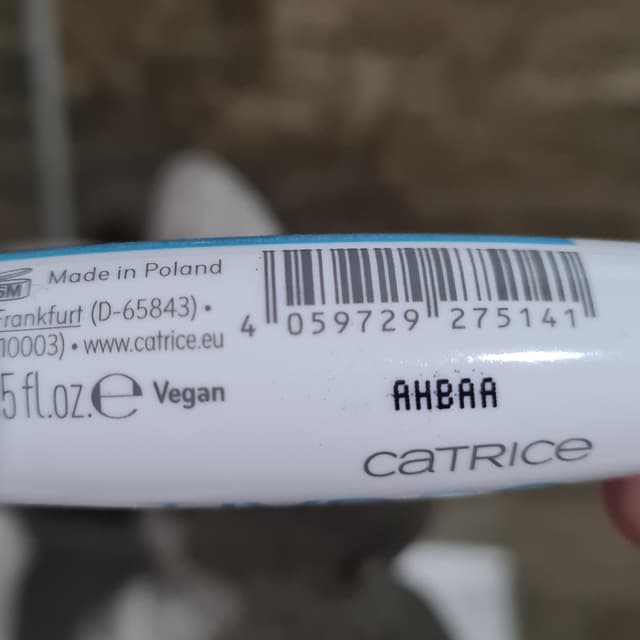 Made in Poland
Frankfurt (D-65843) •
10003) • www.catrice.eu
5 fl.oz. ℮ Vegan
4 059729 275141
AHBAA
CATRICE